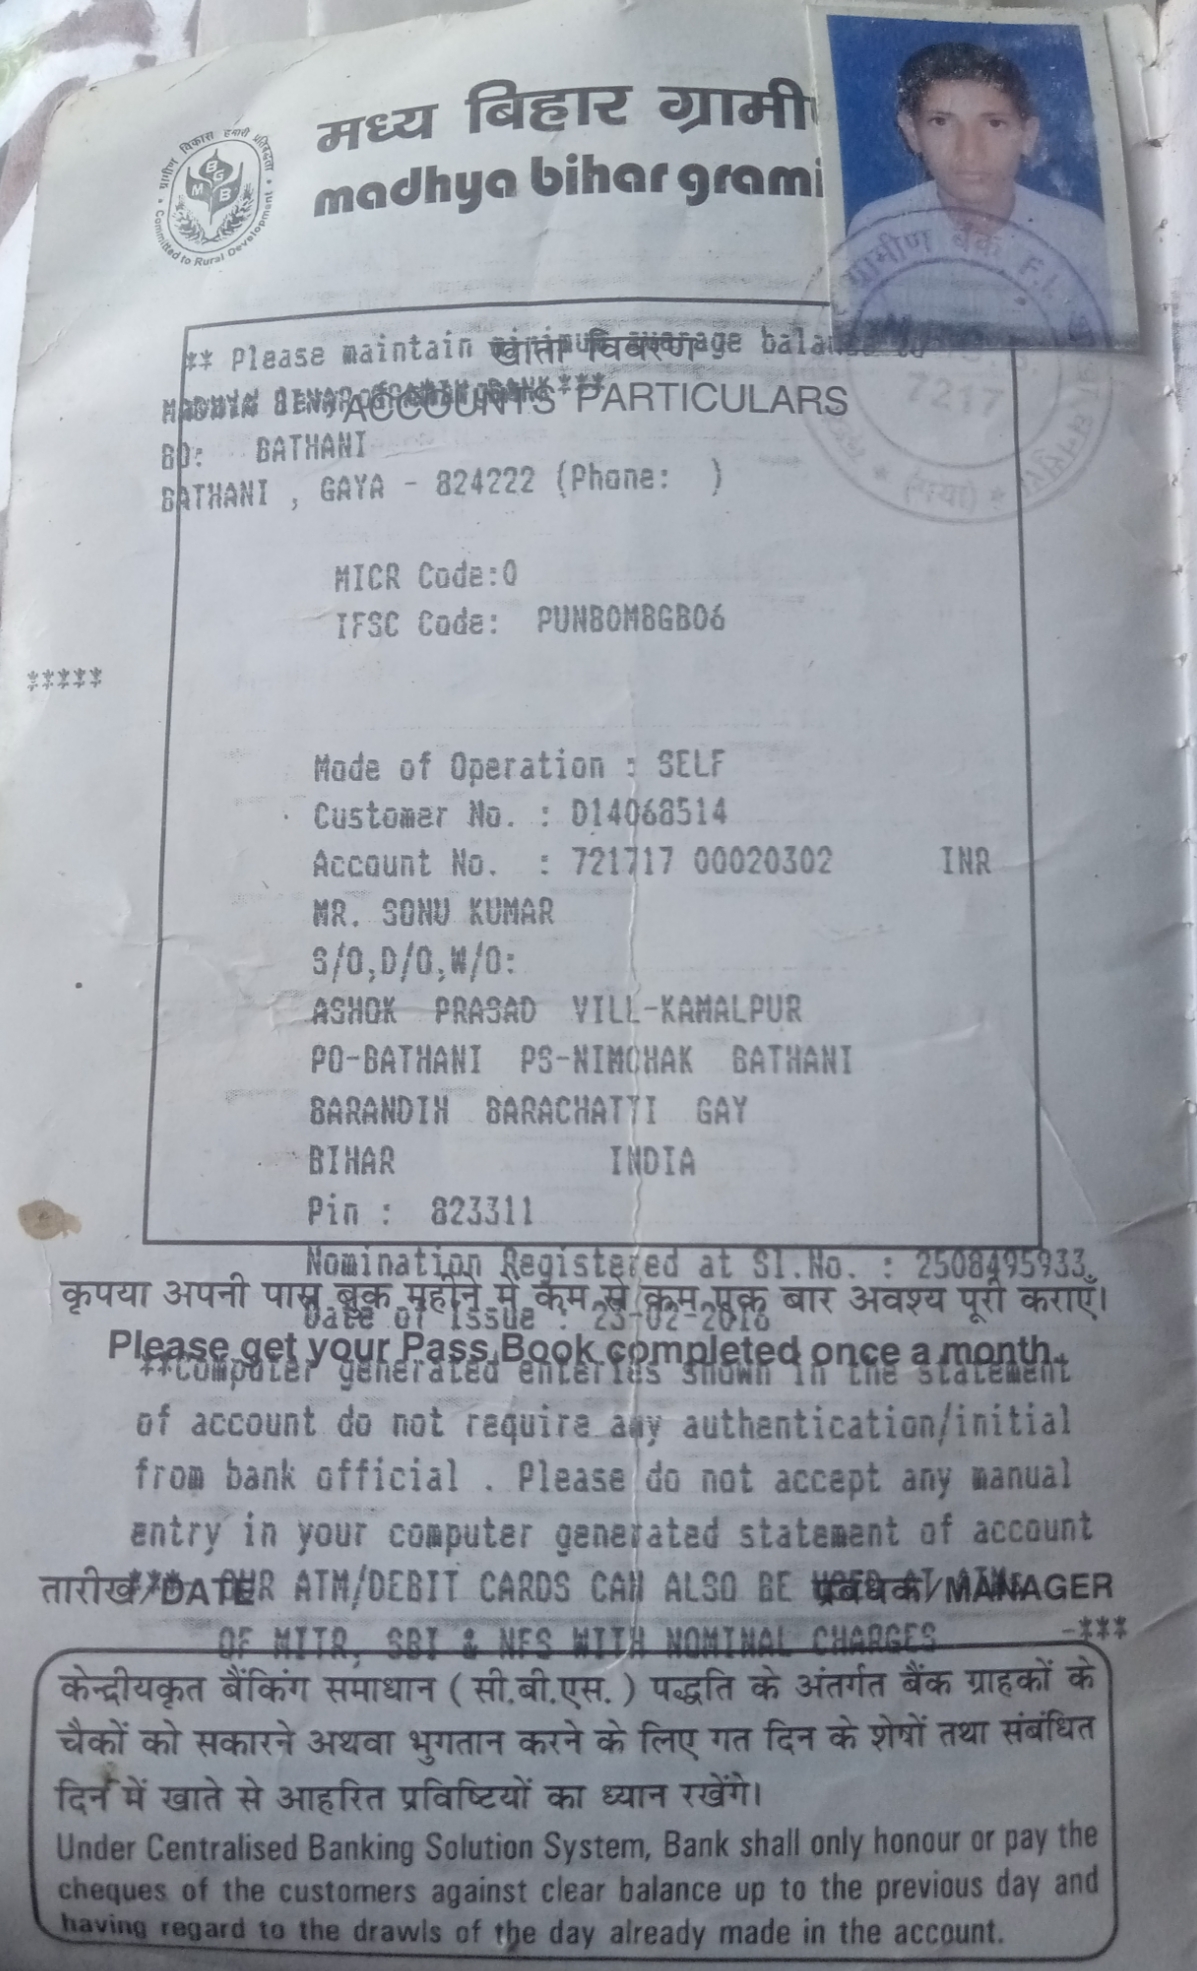 मध्य बिहार ग्रामी
madhya bihar grami
ग्रामीण विकास हमारी प्रतिबद्धता
M B G B
Committed to Rural Development
ग्रामीण बैंक F.I.
7217
(गया)
** Please maintain average balance to
खाता विवरण
MADHYA BIHAR GRAMIN BANK ***
ACCOUNTS PARTICULARS
BO: BATHANI
BATHANI , GAYA - 824222 (Phone: )
MICR Code:0
IFSC Code: PUNB0MBGB06
*****
Mode of Operation : SELF
Customer No. : D14068514
Account No. : 721717 00020302 INR
MR. SONU KUMAR
S/O,D/O,W/O:
ASHOK PRASAD VILL-KAMALPUR
PO-BATHANI PS-NIMCHAK BATHANI
BARANDIH BARACHATTI GAY
BIHAR INDIA
Pin : 823311
Nomination Registered at Sl.No. : 2508495933
कृपया अपनी पास बुक महीने में कम से कम एक बार अवश्य पूरी कराएँ।
Date of Issue : 23-02-2018
Please get your Pass Book completed once a month.
**Computer generated enteries shown in the statement
of account do not require any authentication/initial
from bank official . Please do not accept any manual
entry in your computer generated statement of account
तारीख/DATE प्रबंधक/MANAGER
*** OUR ATM/DEBIT CARDS CAN ALSO BE USED AT ATMs
OF MITR, SBI & NFS WITH NOMINAL CHARGES -***
केन्द्रीयकृत बैंकिंग समाधान ( सी.बी.एस. ) पद्धति के अंतर्गत बैंक ग्राहकों के
चैकों को सकारने अथवा भुगतान करने के लिए गत दिन के शेषों तथा संबंधित
दिन में खाते से आहरित प्रविष्टियों का ध्यान रखेंगे।
Under Centralised Banking Solution System, Bank shall only honour or pay the
cheques of the customers against clear balance up to the previous day and
having regard to the drawls of the day already made in the account.